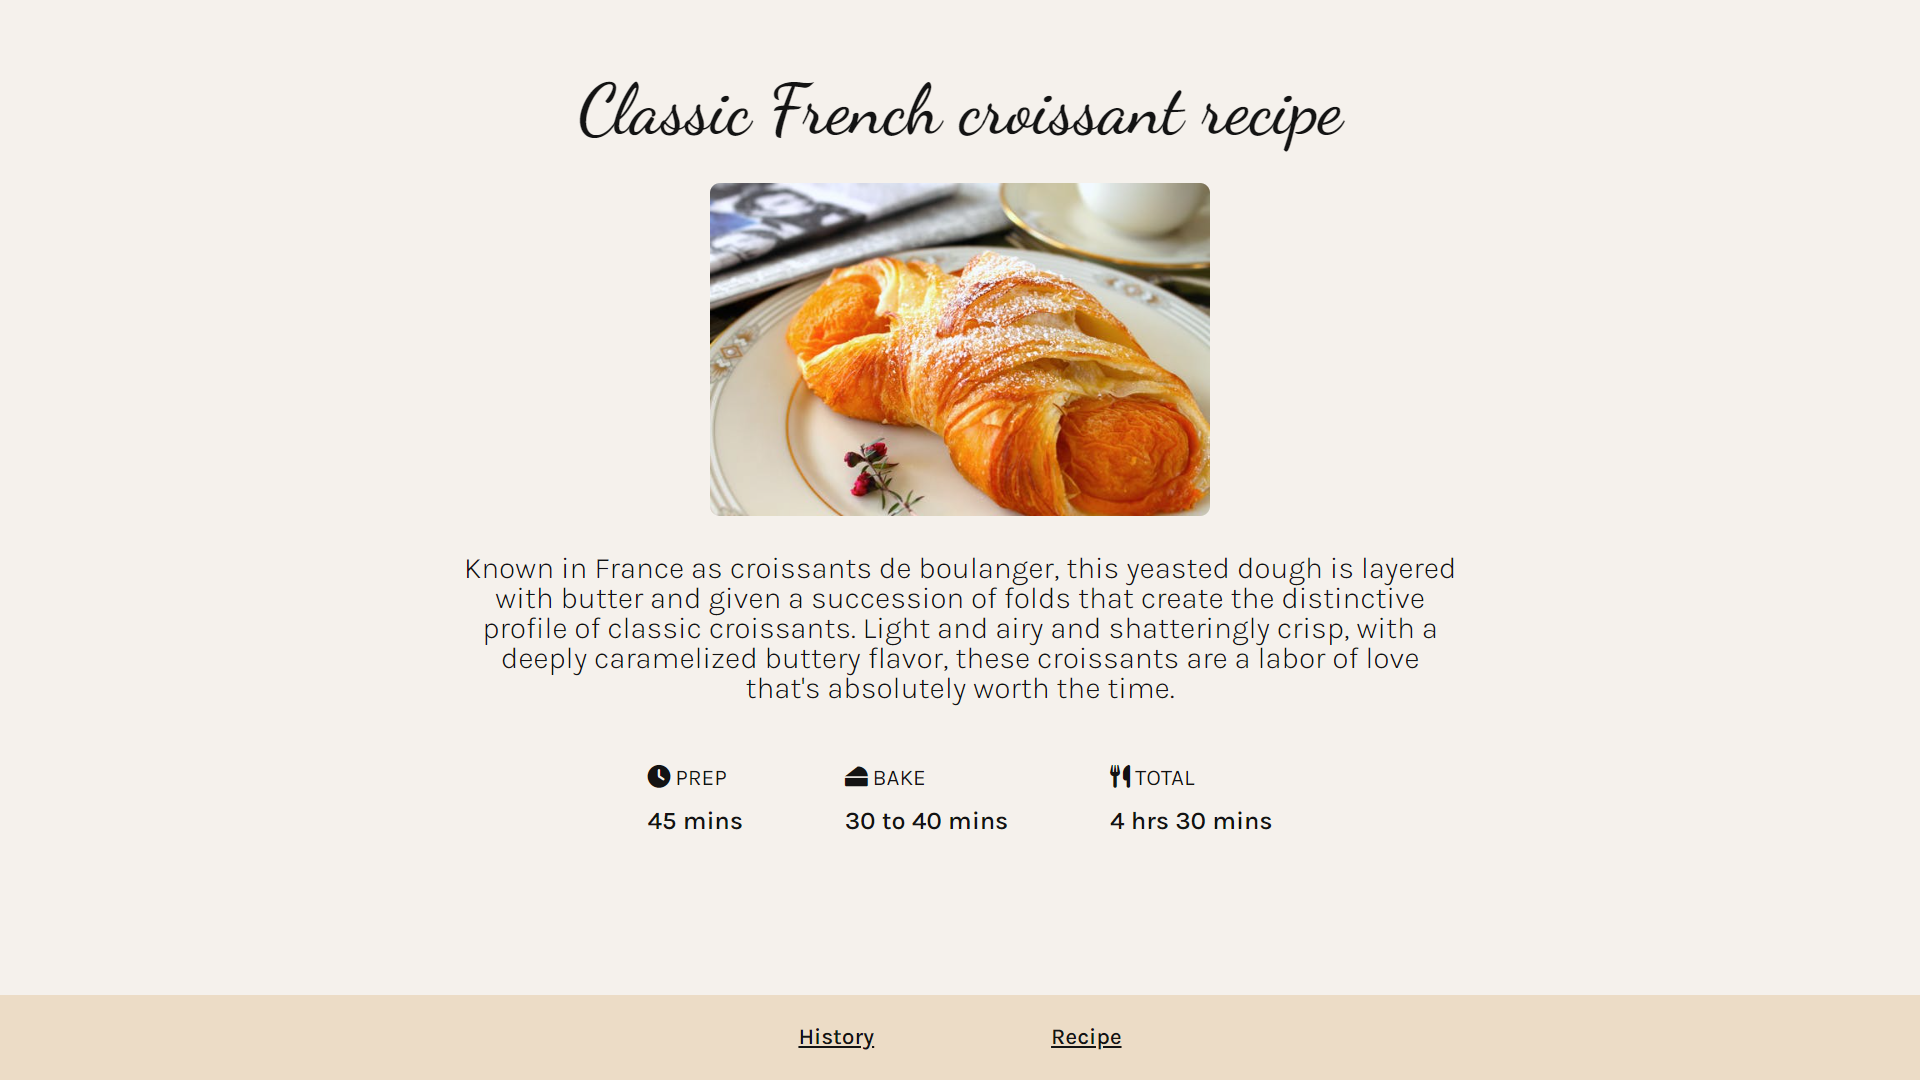 Classic French croissant recipe
Known in France as croissants de boulanger, this yeasted dough is layered
with butter and given a succession of folds that create the distinctive
profile of classic croissants. Light and airy and shatteringly crisp, with a
deeply caramelized buttery flavor, these croissants are a labor of love
that's absolutely worth the time.
PREP BAKE TOTAL
45 mins 30 to 40 mins 4 hrs 30 mins
History Recipe